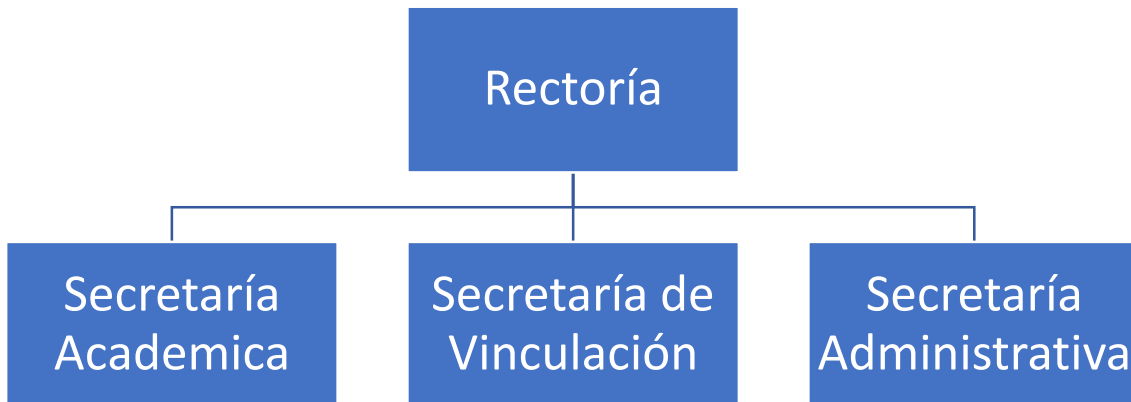 Rectoría
Secretaría
Academica
Secretaría de
Vinculación
Secretaría
Administrativa